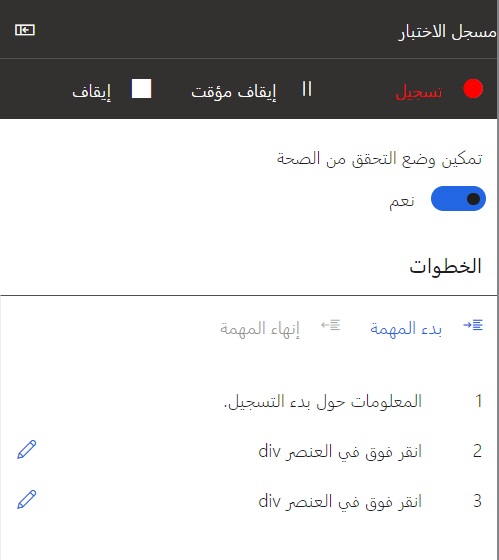 مسجل الاختبار
تسجيل إيقاف مؤقت إيقاف
تمكين وضع التحقق من الصحة
نعم
الخطوات
بدء المهمة إنهاء المهمة
1 المعلومات حول بدء التسجيل.
2 انقر فوق في العنصر div
3 انقر فوق في العنصر div